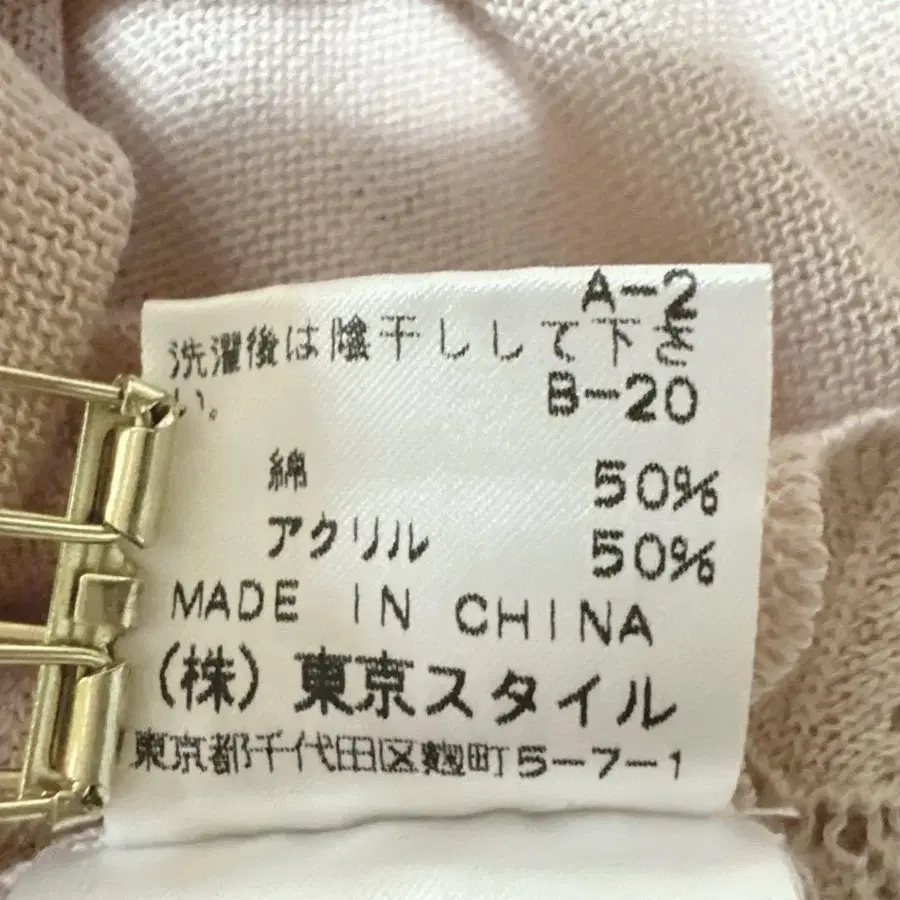 A-2
洗濯後は陰干しして下さ
い。
B-20
綿 50%
アクリル 50%
MADE IN CHINA
(株) 東京スタイル
東京都千代田区麴町5-7-1